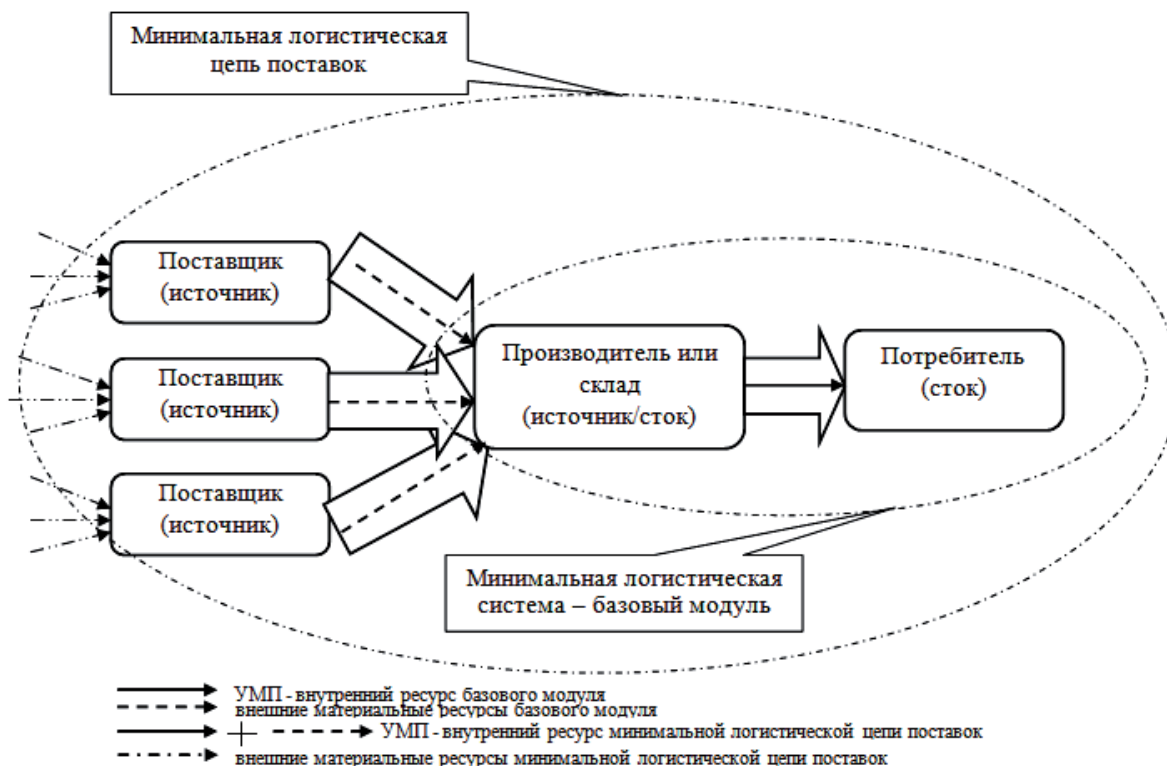 Минимальная логистическая
цепь поставок
Поставщик
(источник)
Поставщик
(источник)
Поставщик
(источник)
Производитель или
склад
(источник/сток)
Потребитель
(сток)
Минимальная логистическая
система – базовый модуль
УМП - внутренний ресурс базового модуля
внешние материальные ресурсы базового модуля
УМП - внутренний ресурс минимальной логистической цепи поставок
внешние материальные ресурсы минимальной логистической цепи поставок